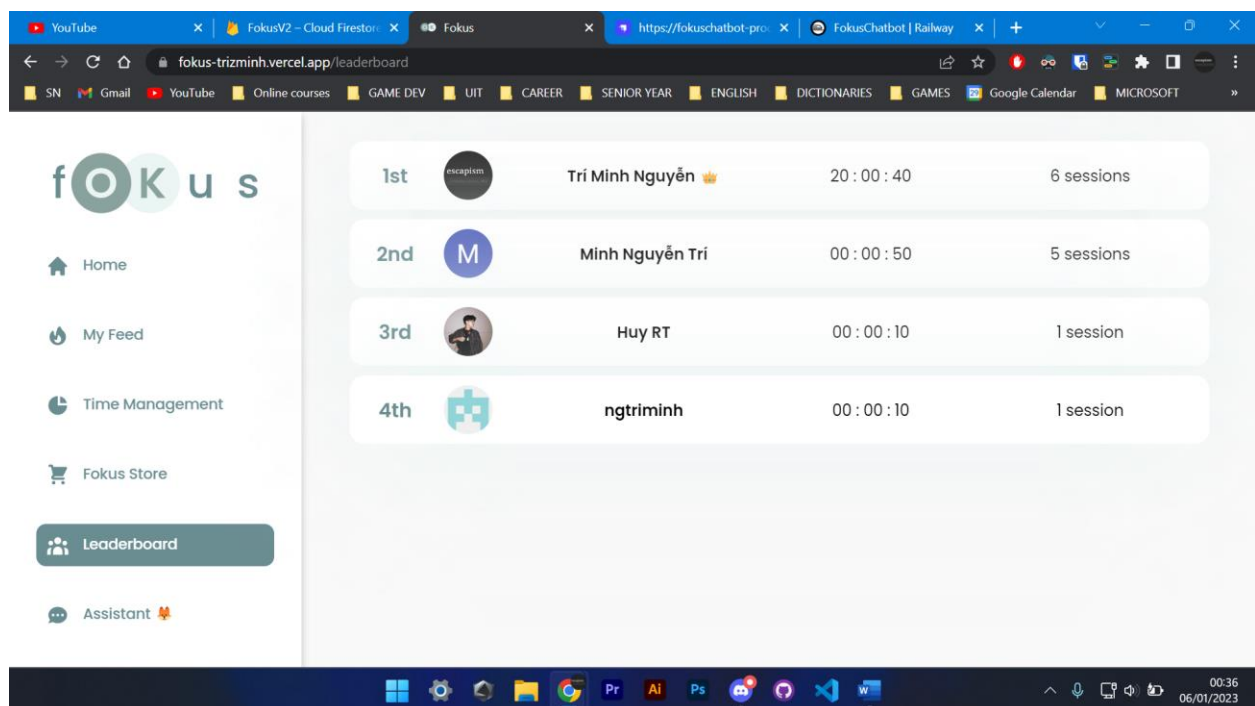 YouTube FokusV2 – Cloud Firestore Fokus https://fokuschatbot-pro FokusChatbot | Railway
fokus-trizminh.vercel.app/leaderboard
SN Gmail YouTube Online courses GAME DEV UIT CAREER SENIOR YEAR ENGLISH DICTIONARIES GAMES Google Calendar MICROSOFT »
fOKus
Home
My Feed
Time Management
Fokus Store
Leaderboard
Assistant 🦊
1st escapism Trí Minh Nguyễn 👑 20 : 00 : 40 6 sessions
2nd M Minh Nguyễn Trí 00 : 00 : 50 5 sessions
3rd Huy RT 00 : 00 : 10 1 session
4th ngtriminh 00 : 00 : 10 1 session
Pr Ai Ps W
00:36
06/01/2023